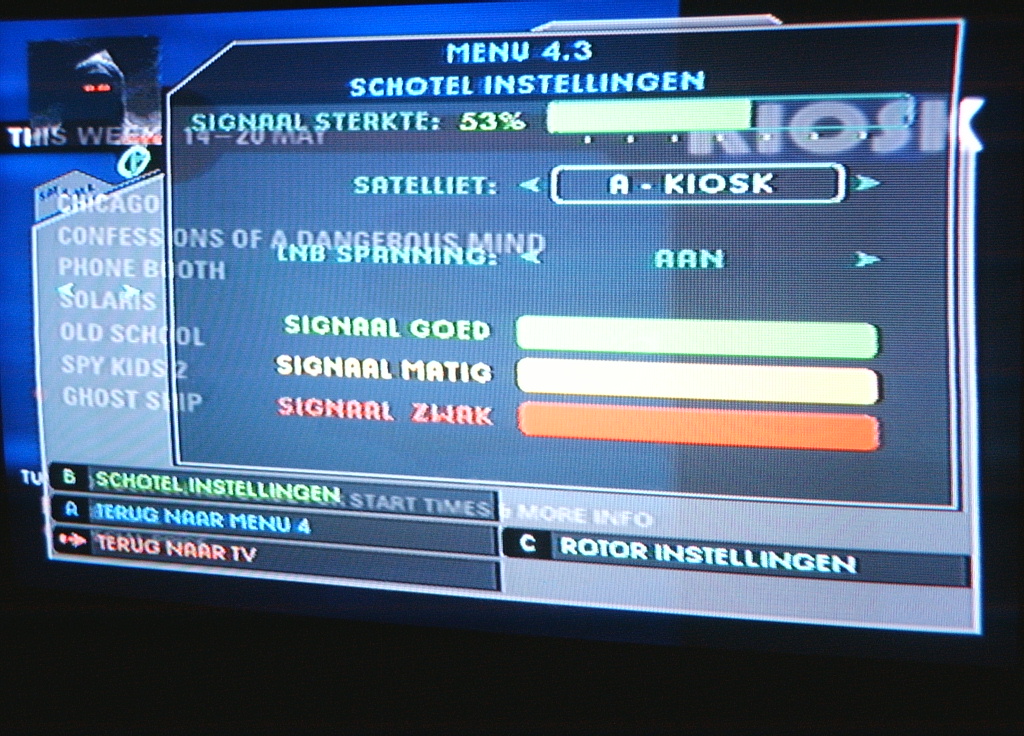 MENU 4.3
SCHOTEL INSTELLINGEN
SIGNAAL STERKTE: 53%
THIS WEEK 14-20 MAY
KIOSK
SATELLIET: A - KIOSK
CHICAGO
CONFESSIONS OF A DANGEROUS MIND
LNB SPANNING: AAN
PHONE BOOTH
SOLARIS
SIGNAAL GOED
OLD SCHOOL
SIGNAAL MATIG
SPY KIDS 2
GHOST SHIP
SIGNAAL ZWAK
B SCHOTEL INSTELLINGEN
START TIMES & MORE INFO
A TERUG NAAR MENU 4
TERUG NAAR TV
C ROTOR INSTELLINGEN